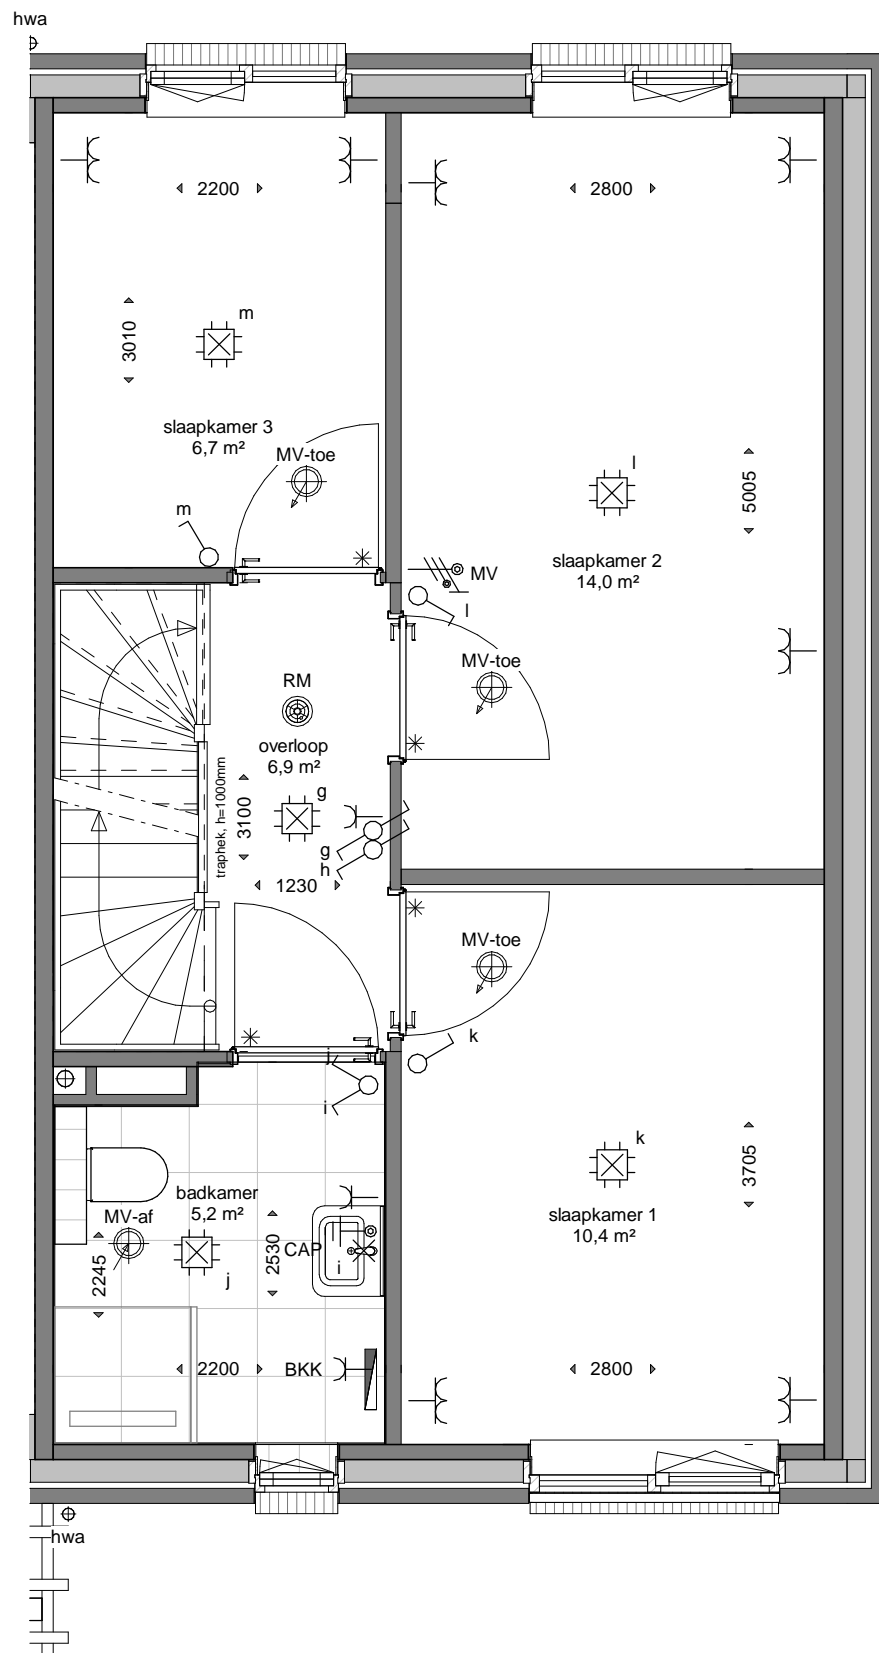 hwa
2200
2800
3010
m
slaapkamer 3
6,7 m²
MV-toe
l
5005
m
slaapkamer 2
14,0 m²
MV
l
MV-toe
RM
overloop
6,9 m²
g
traphek, h=1000mm
3100
g
h
1230
MV-toe
k
j
i
k
3705
badkamer
5,2 m²
MV-af
slaapkamer 1
10,4 m²
2245
2530
CAP
i
j
2200
BKK
2800
hwa